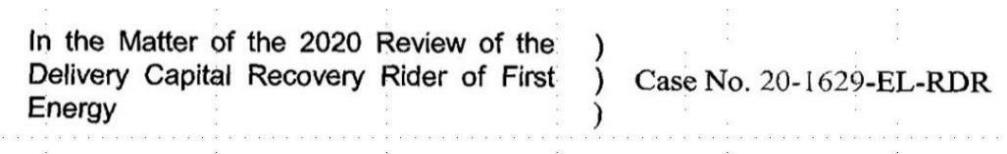 In the Matter of the 2020 Review of the )
Delivery Capital Recovery Rider of First ) Case No. 20-1629-EL-RDR
Energy )